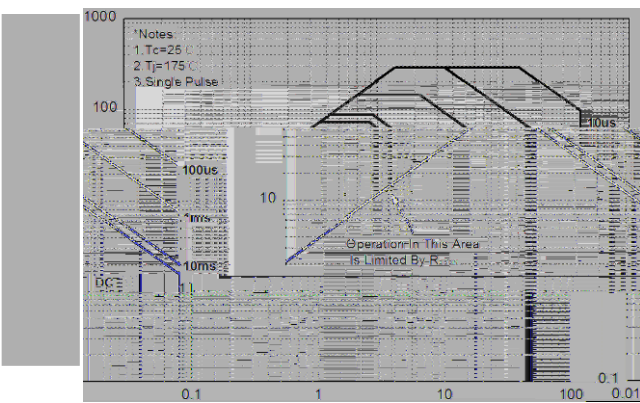 1000
*Notes:
1.Tc=25
2.Tj=175
3.Single Pulse
100
10us
100us
10
1ms
Operation In This Area
Is Limited By R
10ms
DC
0.1
0.1
1
10
100
0.01